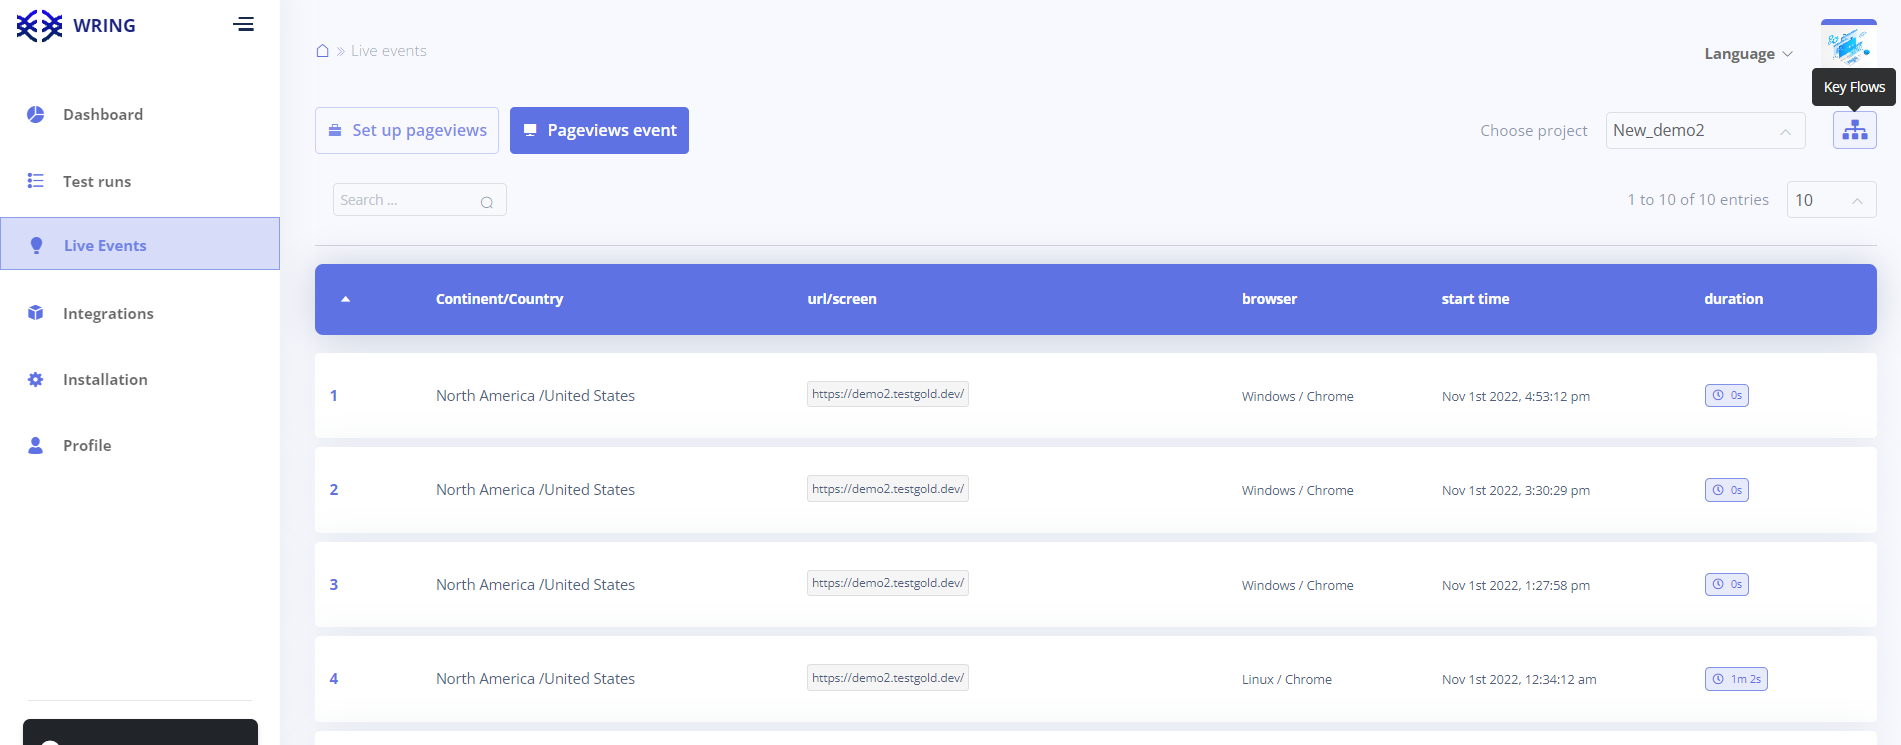 WRING
Live events
Language
Key Flows
Dashboard
Test runs
Live Events
Integrations
Installation
Profile
Set up pageviews
Pageviews event
Choose project
New_demo2
Search ...
1 to 10 of 10 entries
10
Continent/Country url/screen browser start time duration
1 North America /United States https://demo2.testgold.dev/ Windows / Chrome Nov 1st 2022, 4:53:12 pm 0s
2 North America /United States https://demo2.testgold.dev/ Windows / Chrome Nov 1st 2022, 3:30:29 pm 0s
3 North America /United States https://demo2.testgold.dev/ Windows / Chrome Nov 1st 2022, 1:27:58 pm 0s
4 North America /United States https://demo2.testgold.dev/ Linux / Chrome Nov 1st 2022, 12:34:12 am 1m 2s